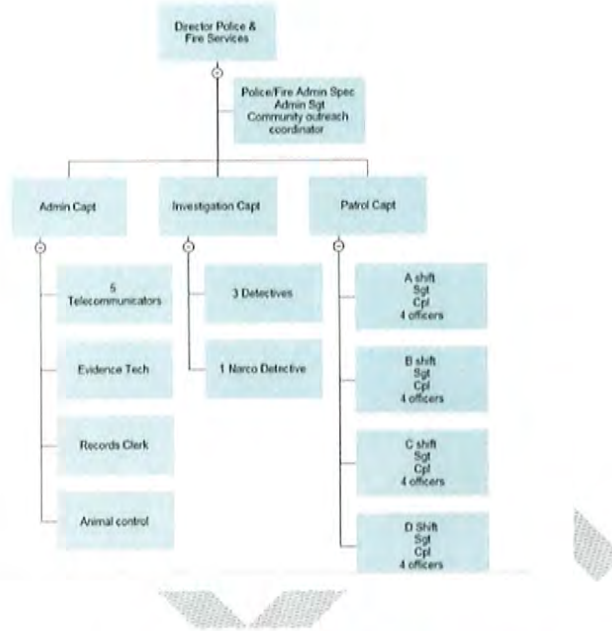 Director Police &
Fire Services
Police/Fire Admin Spec
Admin Sgt
Community outreach
coordinator
Admin Capt
Investigation Capt
Patrol Capt
5
Telecommunicators
Evidence Tech
Records Clerk
Animal control
3 Detectives
1 Narco Detective
A shift
Sgt
Cpl
4 officers
B shift
Sgt
Cpl
4 officers
C shift
Sgt
Cpl
4 officers
D Shift
Sgt
Cpl
4 officers